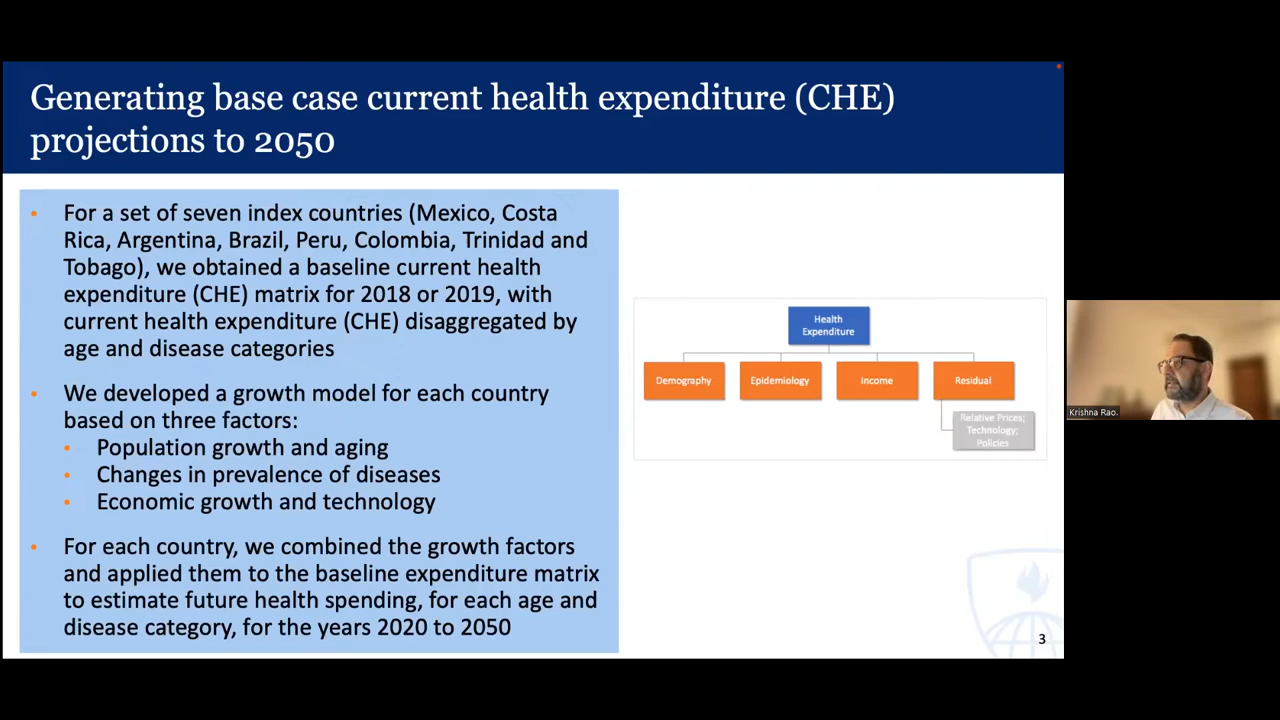 Generating base case current health expenditure (CHE)
projections to 2050
• For a set of seven index countries (Mexico, Costa
Rica, Argentina, Brazil, Peru, Colombia, Trinidad and
Tobago), we obtained a baseline current health
expenditure (CHE) matrix for 2018 or 2019, with
current health expenditure (CHE) disaggregated by
age and disease categories
• We developed a growth model for each country
based on three factors:
• Population growth and aging
• Changes in prevalence of diseases
• Economic growth and technology
• For each country, we combined the growth factors
and applied them to the baseline expenditure matrix
to estimate future health spending, for each age and
disease category, for the years 2020 to 2050
Health
Expenditure
Demography
Epidemiology
Income
Residual
Relative Prices;
Technology;
Policies
3
Krishna Rao.